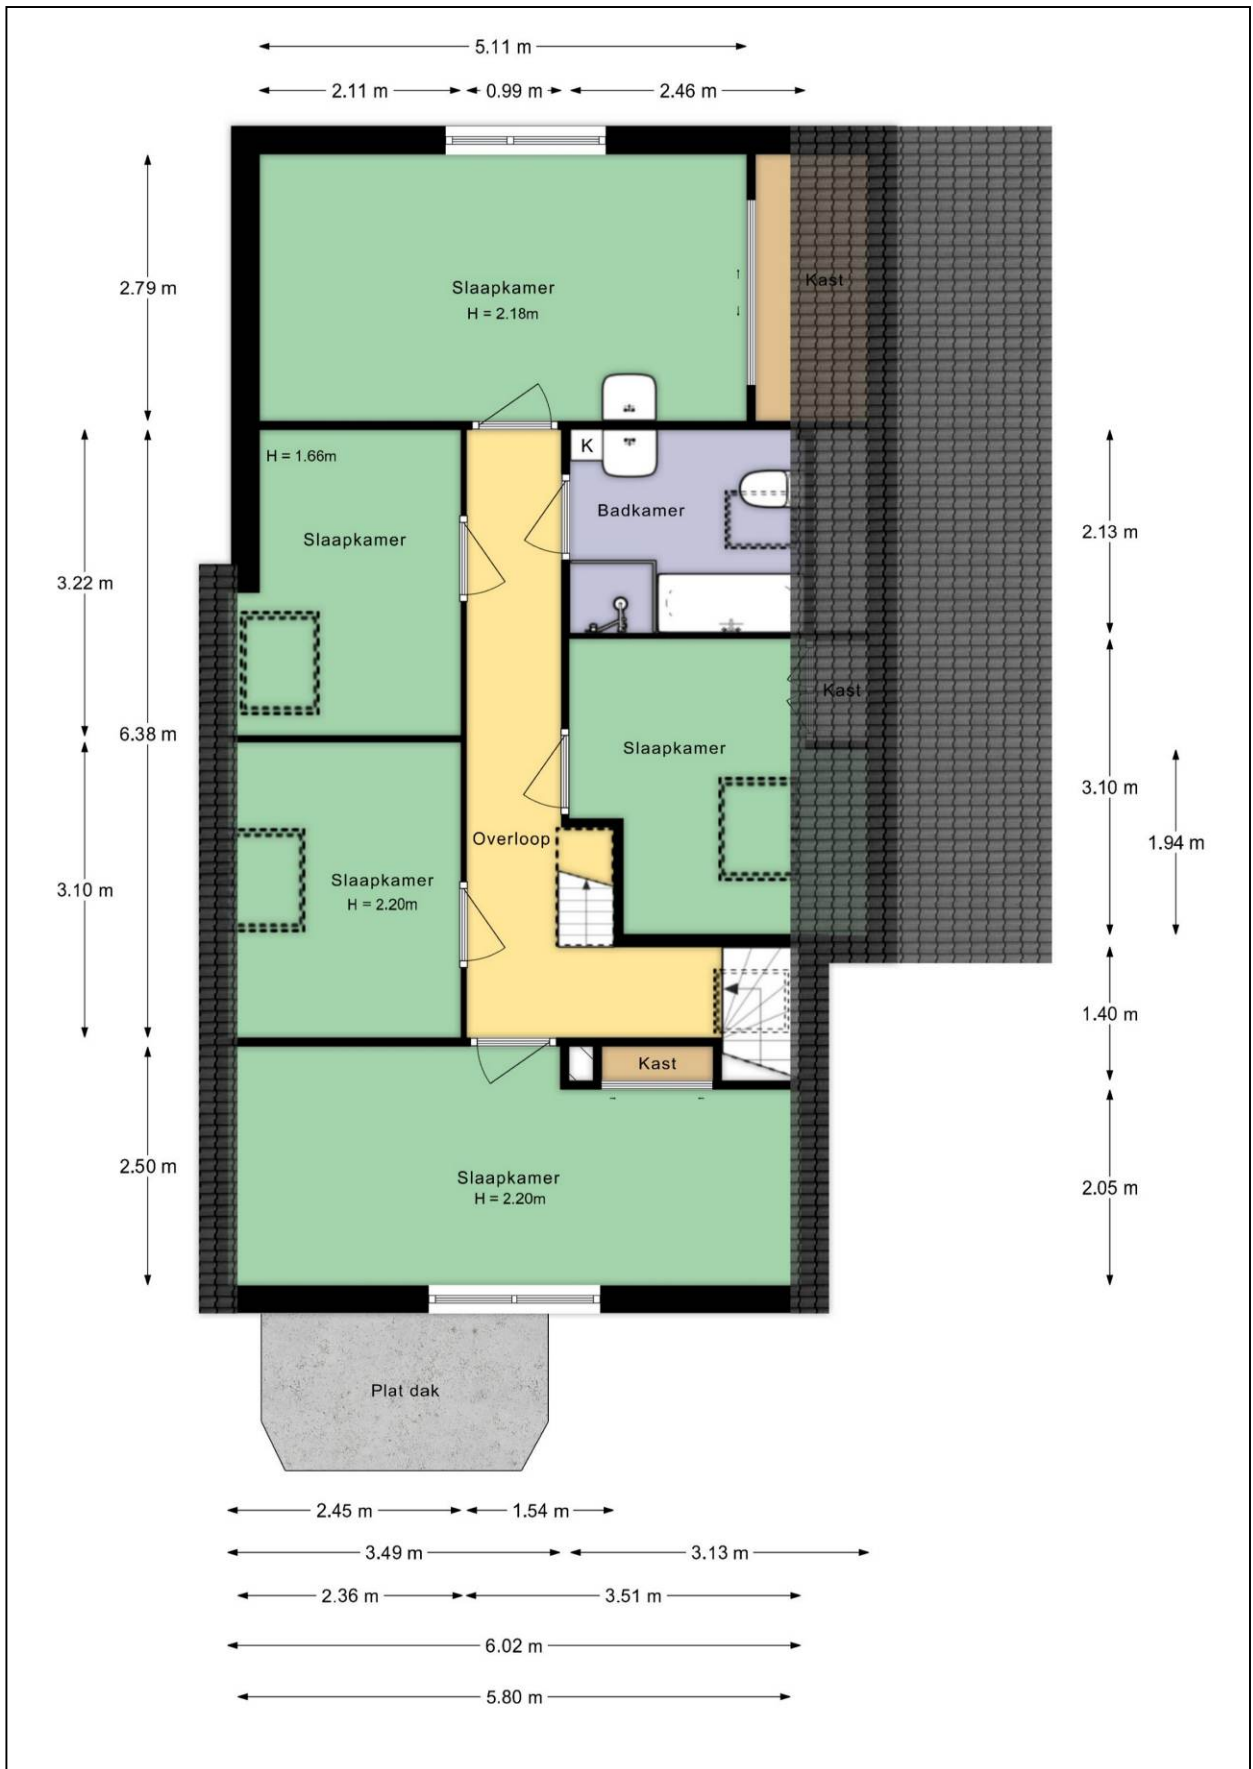 5.11 m
2.11 m
0.99 m
2.46 m
2.79 m
Slaapkamer
H = 2.18m
Kast
H = 1.66m
K
Slaapkamer
Badkamer
2.13 m
3.22 m
6.38 m
Slaapkamer
Kast
3.10 m
1.94 m
Overloop
3.10 m
Slaapkamer
H = 2.20m
1.40 m
Kast
2.50 m
Slaapkamer
H = 2.20m
2.05 m
Plat dak
2.45 m
1.54 m
3.49 m
3.13 m
2.36 m
3.51 m
6.02 m
5.80 m